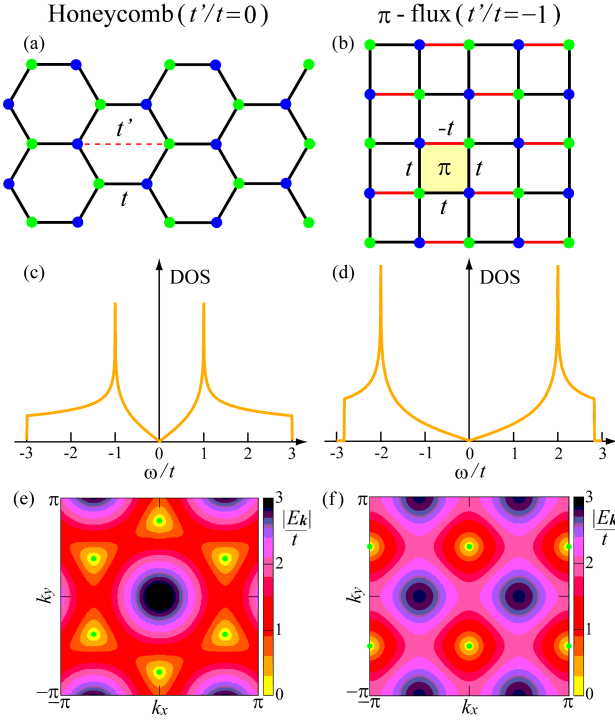 Honeycomb (t'/t=0)
π - flux (t'/t=−1)
(a)
(b)
t'
t
-t
t
π
t
t
(c)
DOS
(d)
DOS
-3 -2 -1 0 1 2 3
ω/t
-3 -2 -1 0 1 2 3
ω/t
(e)
(f)
π
k_y
−π
−π
k_x
π
3
2
1
0
|E_k|
t
π
k_y
−π
−π
k_x
π
3
2
1
0
|E_k|
t